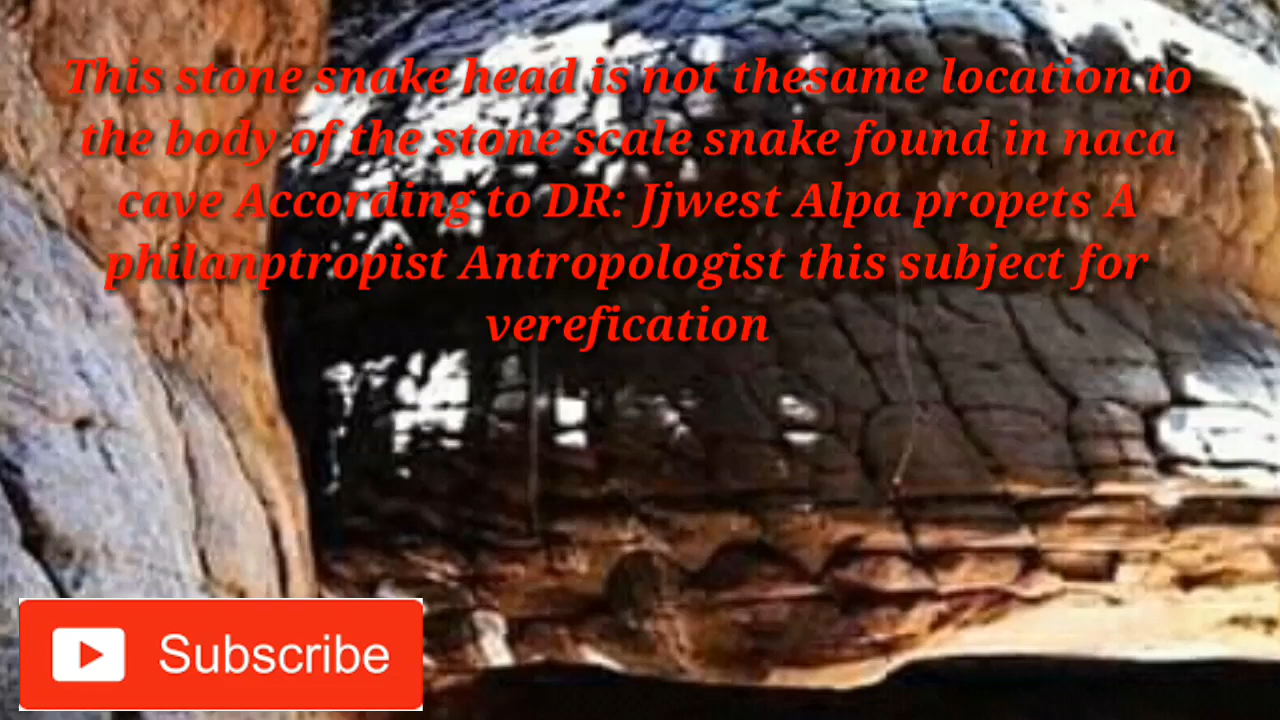 This stone snake head is not thesame location to
the body of the stone scale snake found in naca
cave According to DR: Jjwest Alpa propets A
philanptropist Antropologist this subject for
verefication
Subscribe